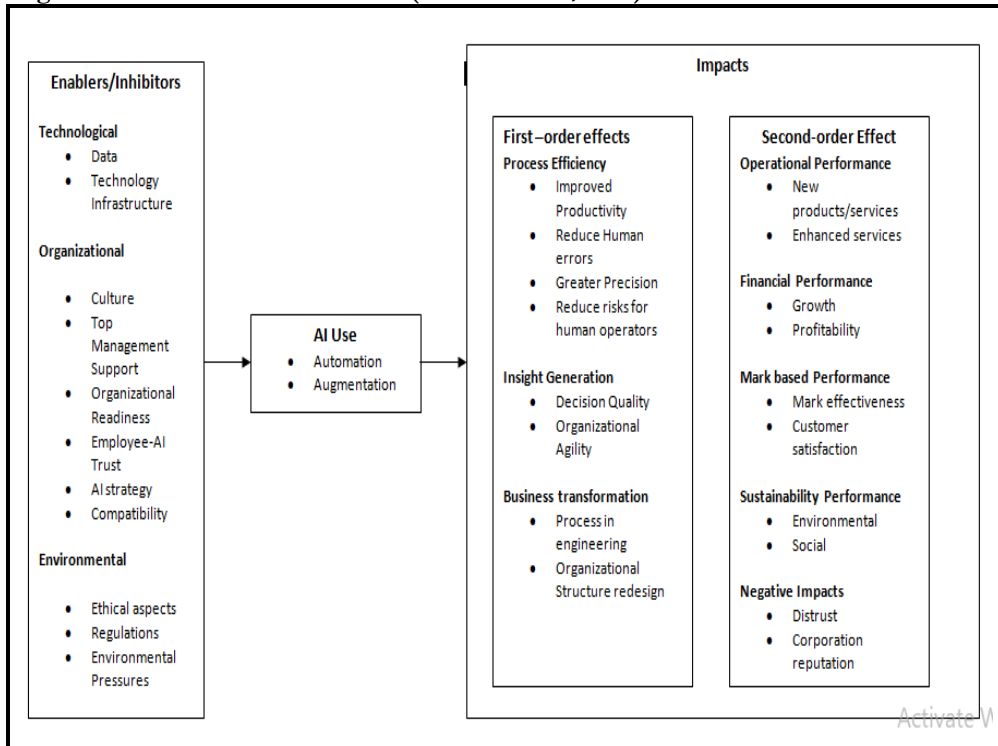 Impacts
Enablers/Inhibitors
Technological
• Data
• Technology
Infrastructure
Organizational
• Culture
• Top
Management
Support
• Organizational
Readiness
• Employee-AI
Trust
• AI strategy
• Compatibility
Environmental
• Ethical aspects
• Regulations
• Environmental
Pressures
AI Use
• Automation
• Augmentation
First–order effects
Process Efficiency
• Improved
Productivity
• Reduce Human
errors
• Greater Precision
• Reduce risks for
human operators
Insight Generation
• Decision Quality
• Organizational
Agility
Business transformation
• Process in
engineering
• Organizational
Structure redesign
Second-order Effect
Operational Performance
• New
products/services
• Enhanced services
Financial Performance
• Growth
• Profitability
Mark based Performance
• Mark effectiveness
• Customer
satisfaction
Sustainability Performance
• Environmental
• Social
Negative Impacts
• Distrust
• Corporation
reputation
Activate W